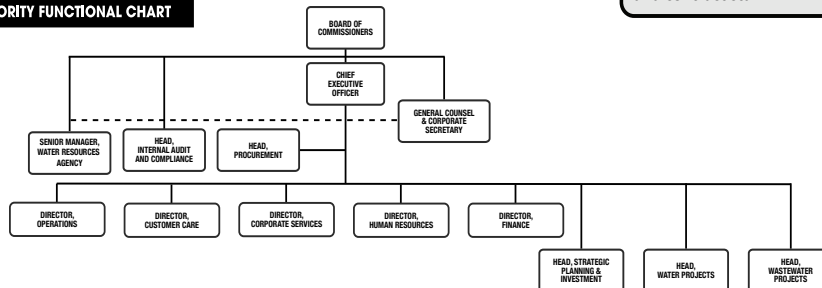 ORITY FUNCTIONAL CHART
BOARD OF
COMMISSIONERS
CHIEF
EXECUTIVE
OFFICER
GENERAL COUNSEL
& CORPORATE
SECRETARY
SENIOR MANAGER,
WATER RESOURCES
AGENCY
HEAD,
INTERNAL AUDIT
AND COMPLIANCE
HEAD,
PROCUREMENT
DIRECTOR,
OPERATIONS
DIRECTOR,
CUSTOMER CARE
DIRECTOR,
CORPORATE SERVICES
DIRECTOR,
HUMAN RESOURCES
DIRECTOR,
FINANCE
HEAD, STRATEGIC
PLANNING &
INVESTMENT
HEAD,
WATER PROJECTS
HEAD,
WASTEWATER
PROJECTS